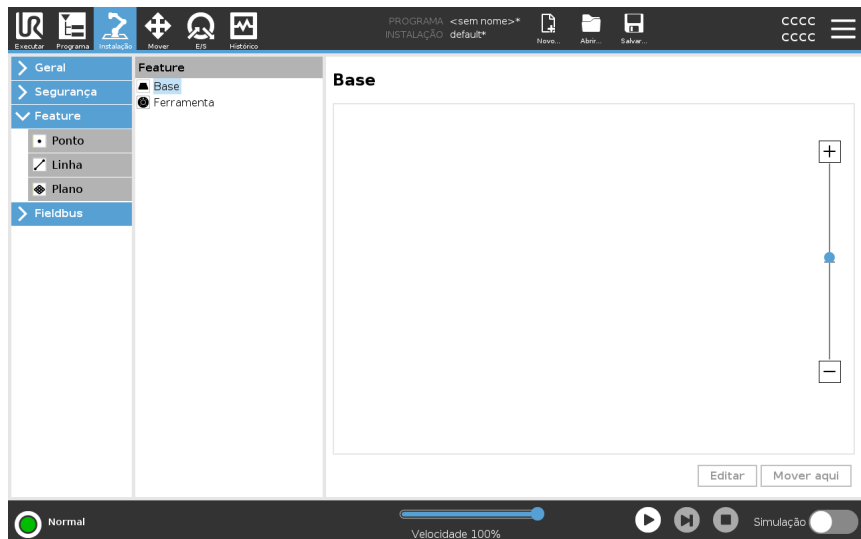 PROGRAMA <sem nome>*
INSTALAÇÃO default*
cccc
cccc
Executar Programa Instalação Mover E/S Histórico Novo... Abrir... Salvar...
Geral
Segurança
Feature
Ponto
Linha
Plano
Fieldbus
Feature
Base
Ferramenta
Base
Editar Mover aqui
Normal
Velocidade 100%
Simulação